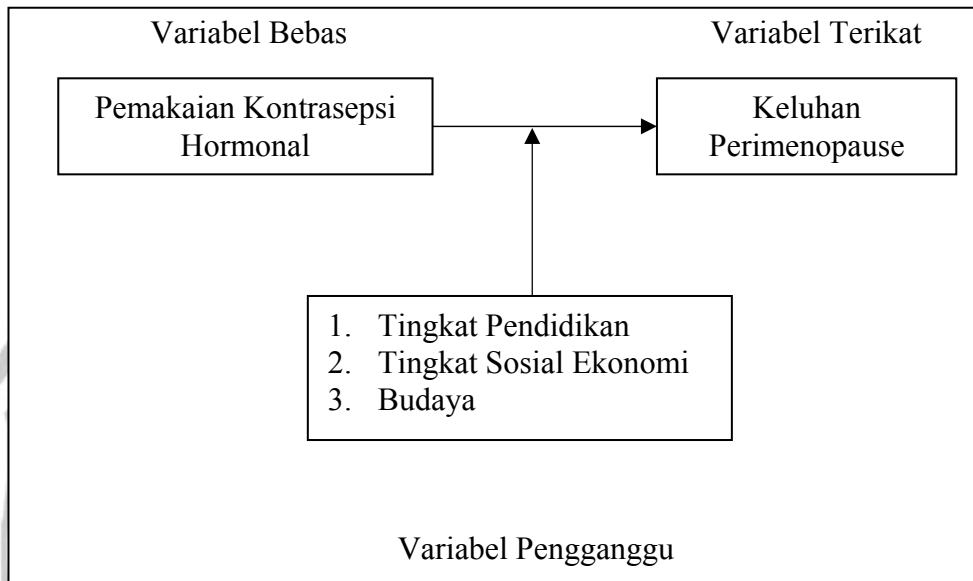 Variabel Bebas
Variabel Terikat
Pemakaian Kontrasepsi
Hormonal
Keluhan
Perimenopause
1. Tingkat Pendidikan
2. Tingkat Sosial Ekonomi
3. Budaya
Variabel Pengganggu